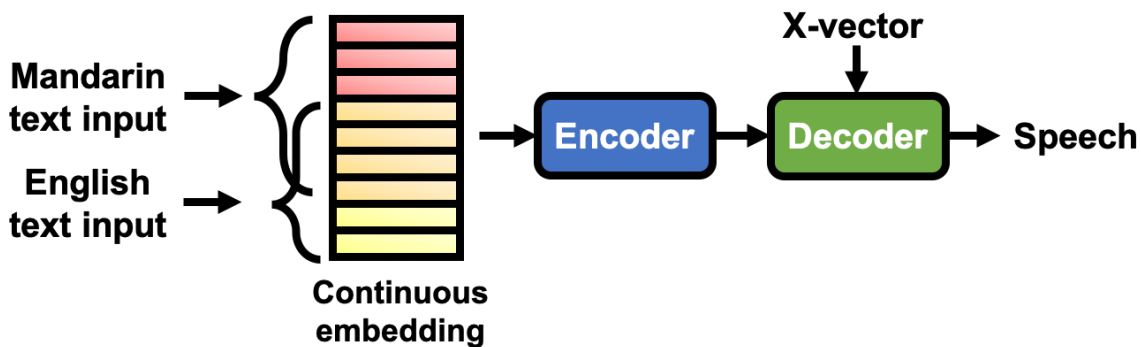 Mandarin
text input
English
text input
Continuous
embedding
Encoder
X-vector
Decoder
Speech